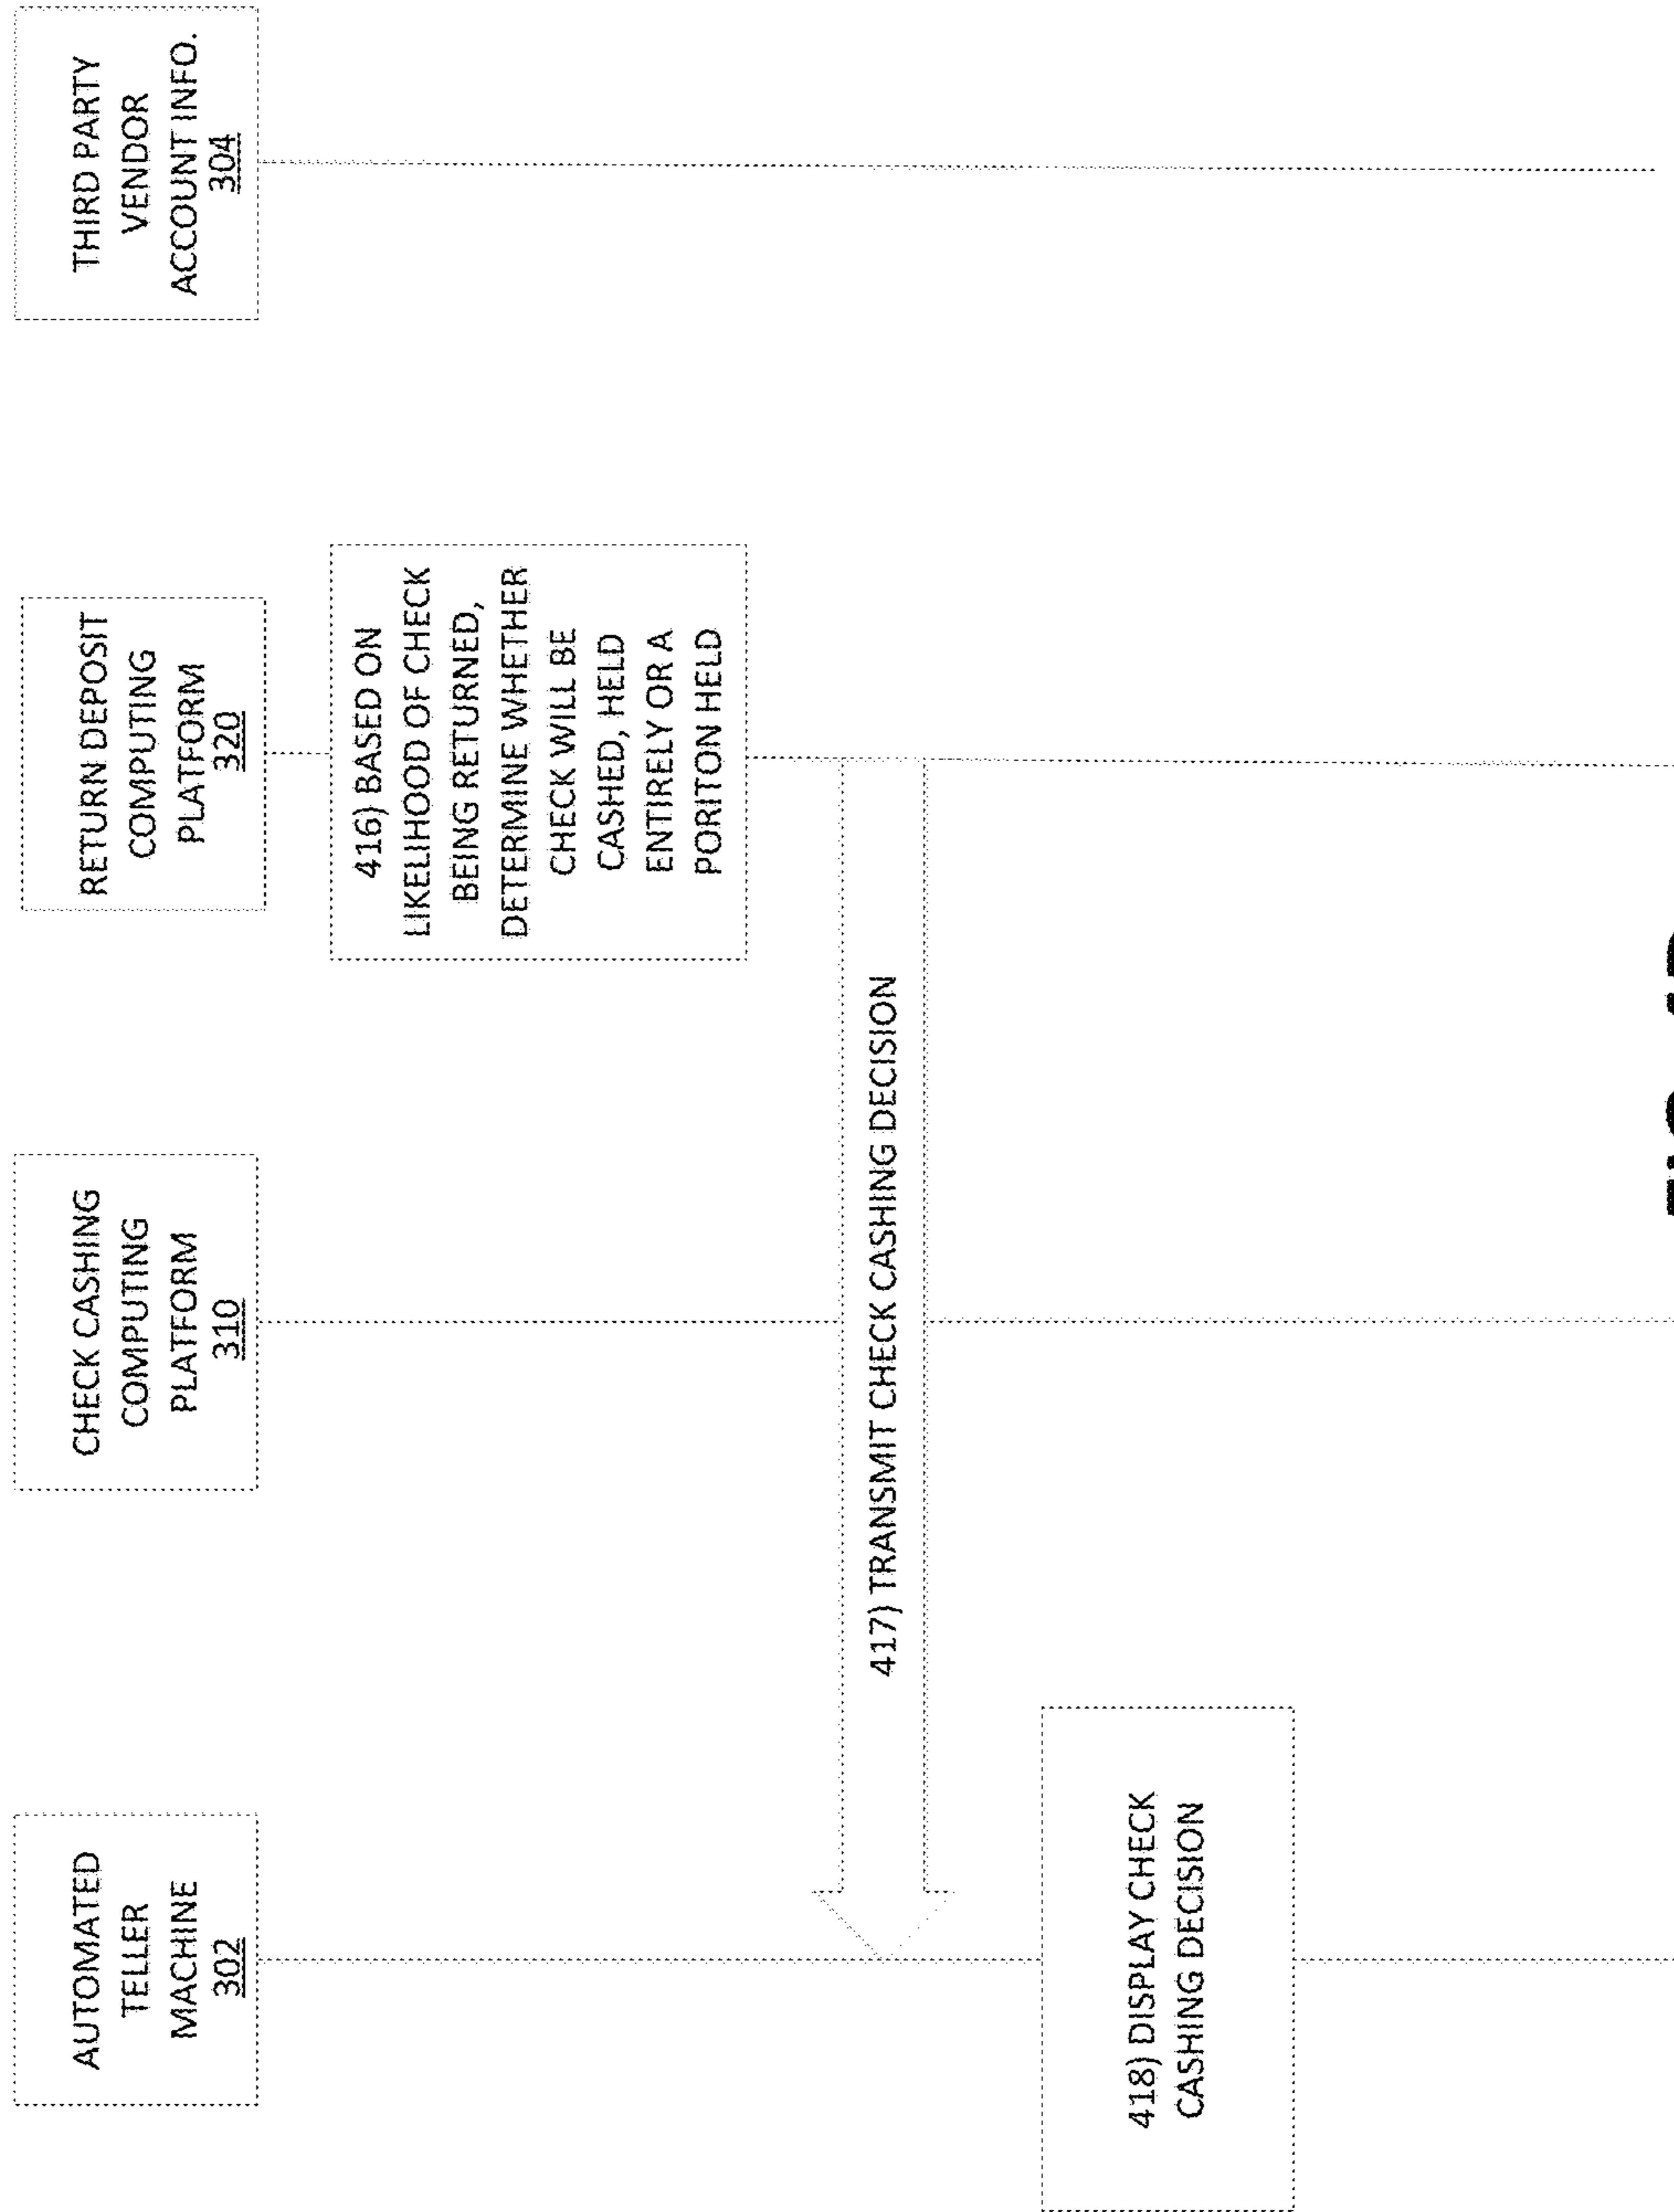 AUTOMATED
TELLER
MACHINE
302
CHECK CASHING
COMPUTING
PLATFORM
310
RETURN DEPOSIT
COMPUTING
PLATFORM
320
THIRD PARTY
VENDOR
ACCOUNT INFO.
304
416) BASED ON
LIKELIHOOD OF CHECK
BEING RETURNED,
DETERMINE WHETHER
CHECK WILL BE
CASHED, HELD
ENTIRELY OR A
PORITON HELD
417) TRANSMIT CHECK CASHING DECISION
418) DISPLAY CHECK
CASHING DECISION